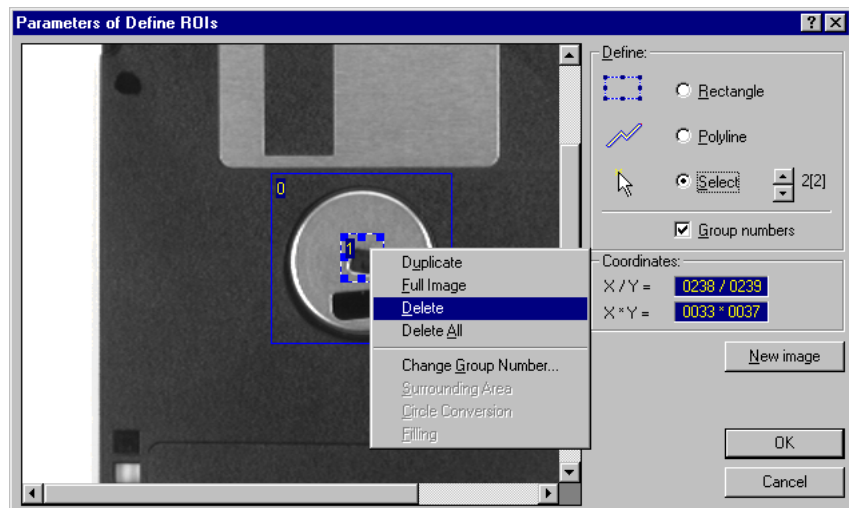 Parameters of Define ROIs
0
1
Duplicate
Full Image
Delete
Delete All
Change Group Number...
Surrounding Area
Circle Conversion
Filling
Define:
Rectangle
Polyline
Select 2[2]
Group numbers
Coordinates:
X / Y = 0238 / 0239
X * Y = 0033 * 0037
New image
OK
Cancel